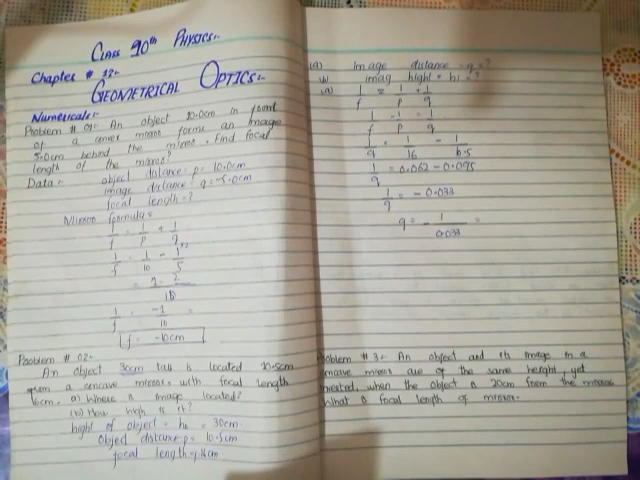 CLASS 10th PHYSICS:-
Chapter # 12:-
GEOMETRICAL OPTICS:-
Numericals:-
Problem # 01:- An object 10.0cm in front
of a convex mirror forms an image
5.0cm behind the mirror. Find focal
length of the mirror?
Data:- object distance p = 10.0cm
image distance q = -5.0cm
focal length = ?
Mirror formula =
1/f = 1/p + 1/q
1/f = 1/10 - 1/5
= 1 - 2 / 10
1/f = -1/10
f = -10cm
Problem # 02:-
An object 30cm tall is located 10.5cm
from a concave mirror with focal length
16cm. a) Where is image located?
(b) How high is it?
hight of object = ho = 30cm
Object distance p = 10.5cm
focal length = 16cm
(a) image distance = q = ?
(b) imag hight = hi = ?
(a) 1/f = 1/p + 1/q
1/f - 1/p = 1/q
1/q = 1/16 - 1/10.5
1/q = 0.062 - 0.095
1/q = -0.033
q = 1/0.033 =
Problem # 3:- An object and its image in a
concave mirror are of the same height, yet
inverted, when the object is 20cm form the mirror
What is focal length of mirror.